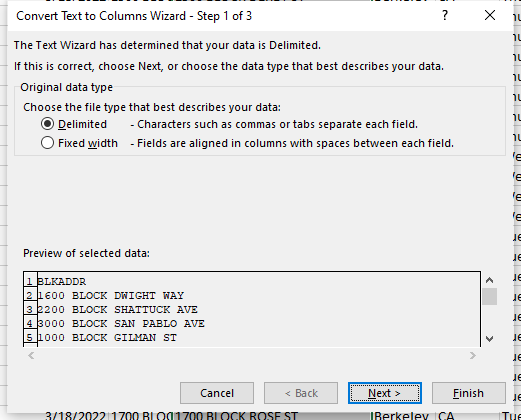 Convert Text to Columns Wizard - Step 1 of 3 ? ×
The Text Wizard has determined that your data is Delimited.
If this is correct, choose Next, or choose the data type that best describes your data.
Original data type
Choose the file type that best describes your data:
Delimited - Characters such as commas or tabs separate each field.
Fixed width - Fields are aligned in columns with spaces between each field.
Preview of selected data:
1 BLKADDR
2 1600 BLOCK DWIGHT WAY
3 2200 BLOCK SHATTUCK AVE
4 3000 BLOCK SAN PABLO AVE
5 1000 BLOCK GILMAN ST
Cancel < Back Next > Finish
3/18/2022 1700 BLO 1700 BLOCK ROSE ST Berkeley CA Tue